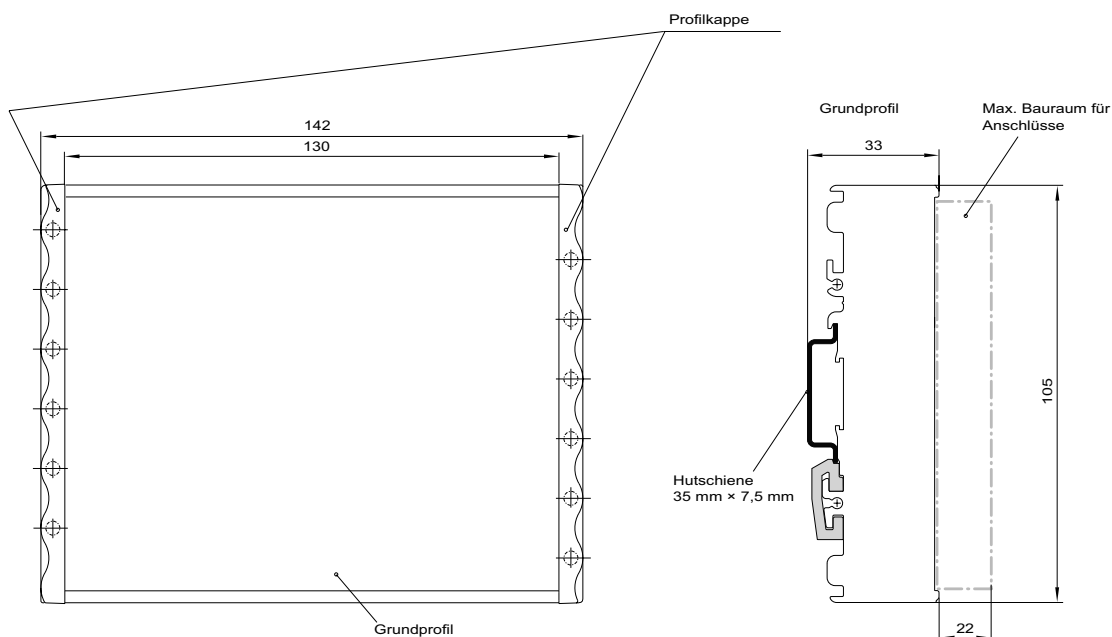 Profilkappe
142
130
Grundprofil
Grundprofil
Max. Bauraum für
Anschlüsse
33
105
Hutschiene
35 mm × 7,5 mm
22